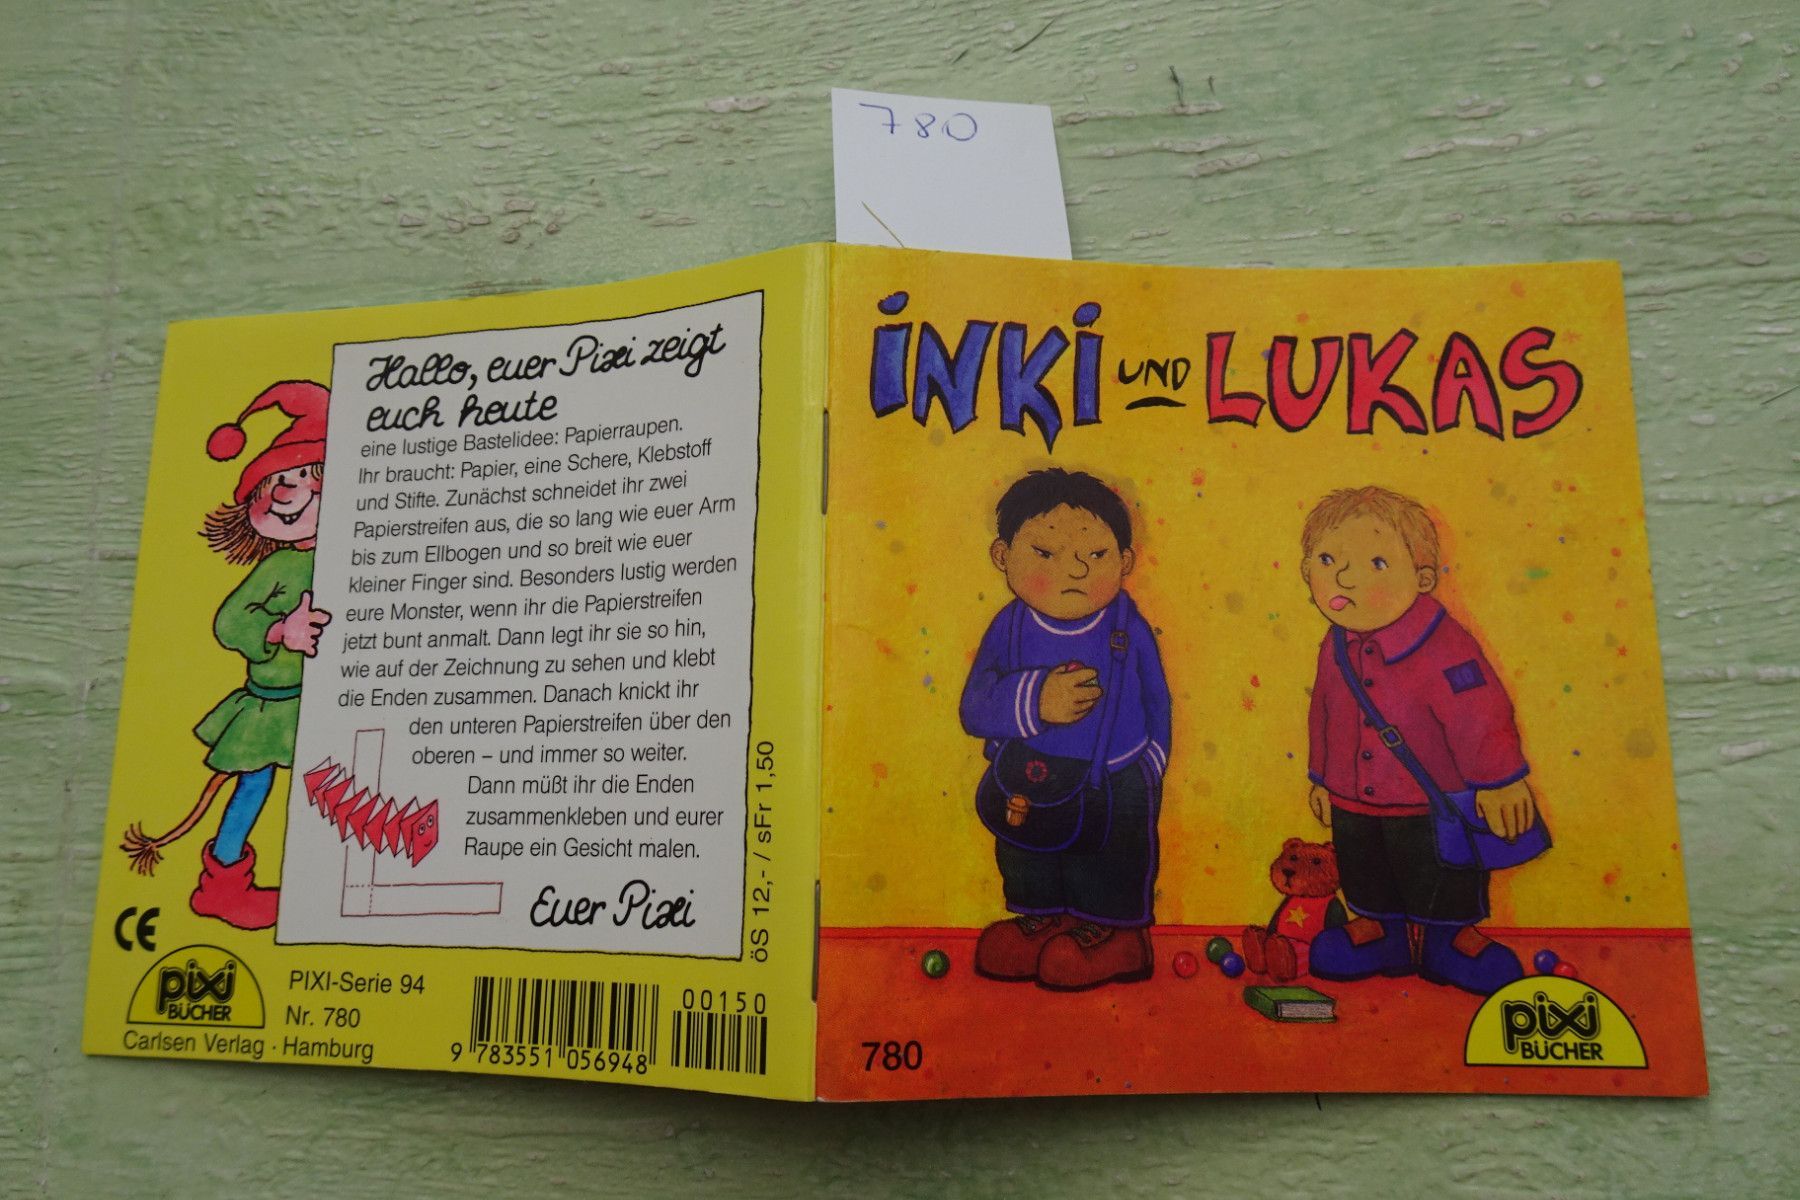 780
Hallo, euer Pixi zeigt
euch heute
eine lustige Bastelidee: Papierraupen.
Ihr braucht: Papier, eine Schere, Klebstoff
und Stifte. Zunächst schneidet ihr zwei
Papierstreifen aus, die so lang wie euer Arm
bis zum Ellbogen und so breit wie euer
kleiner Finger sind. Besonders lustig werden
eure Monster, wenn ihr die Papierstreifen
jetzt bunt anmalt. Dann legt ihr sie so hin,
wie auf der Zeichnung zu sehen und klebt
die Enden zusammen. Danach knickt ihr
den unteren Papierstreifen über den
oberen – und immer so weiter.
Dann müßt ihr die Enden
zusammenkleben und eurer
Raupe ein Gesicht malen.
Euer Pixi
öS 12,- / sFr 1,50
CE
pixi
BÜCHER
PIXI-Serie 94
Nr. 780
Carlsen Verlag · Hamburg
00150
9 783551 056948
INKI UND LUKAS
780
pixi
BÜCHER